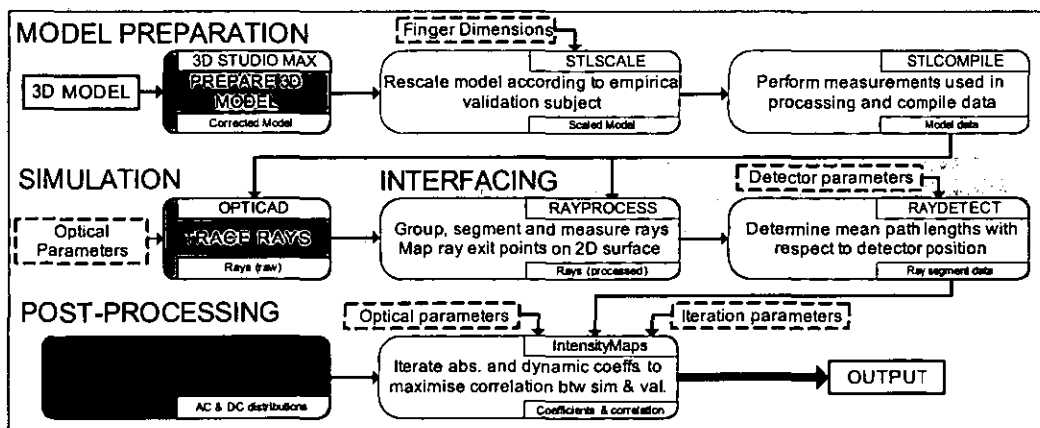 MODEL PREPARATION
Finger Dimensions
3D MODEL
3D STUDIO MAX
PREPARE 3D
MODEL
Corrected Model
STLSCALE
Rescale model according to empirical
validation subject
Scaled Model
STLCOMPILE
Perform measurements used in
processing and compile data
Model data
SIMULATION
INTERFACING
Detector parameters
Optical
Parameters
OPTICAD
TRACE RAYS
Rays (raw)
RAYPROCESS
Group, segment and measure rays
Map ray exit points on 2D surface
Rays (processed)
RAYDETECT
Determine mean path lengths with
respect to detector position
Ray segment data
POST-PROCESSING
Optical parameters
Iteration parameters
AC & DC distributions
IntensityMaps
Iterate abs. and dynamic coeffs. to
maximise correlation btw sim & val.
Coefficients & correlation
OUTPUT